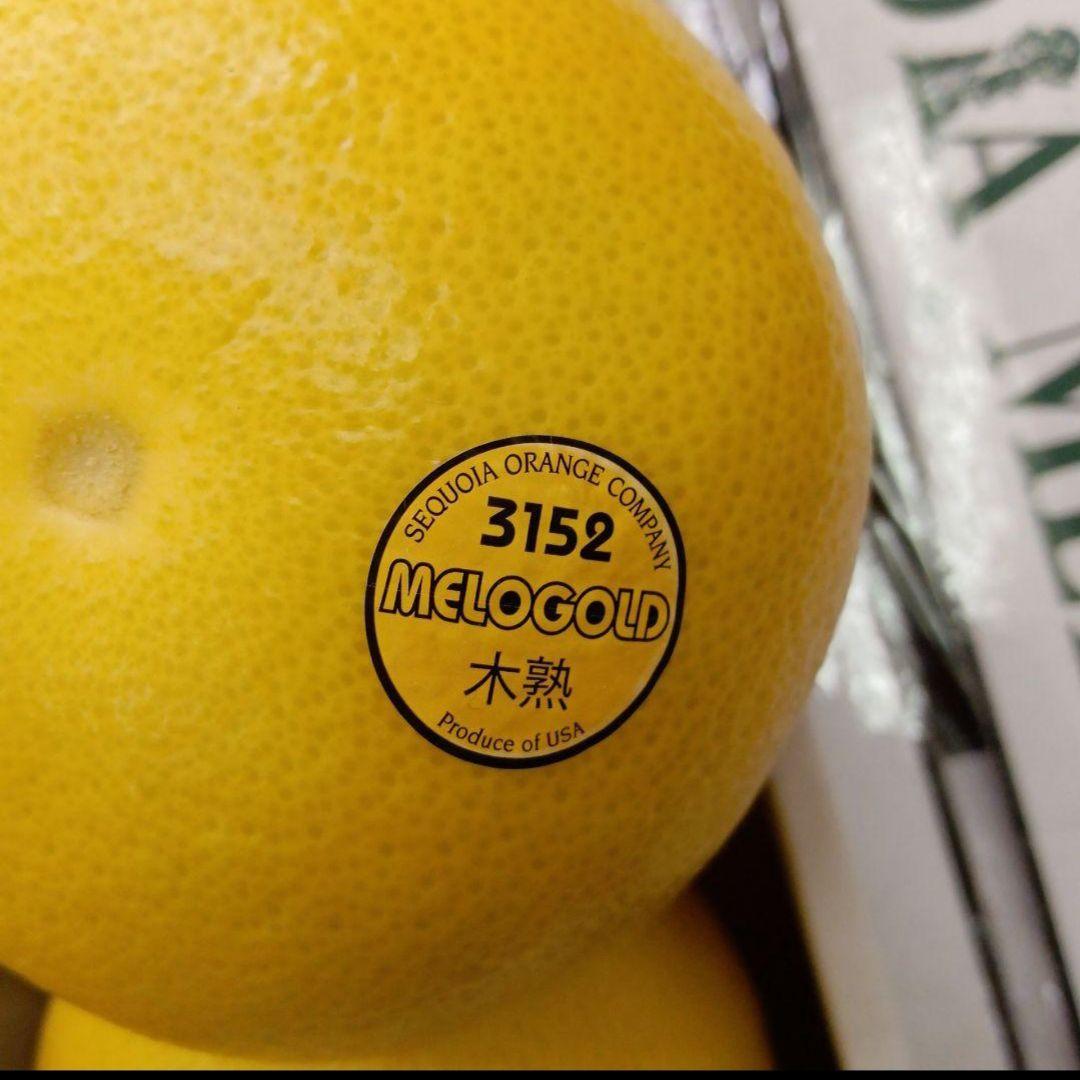 SEQUOIA ORANGE COMPANY
3152
MELOGOLD
木熟
Produce of USA